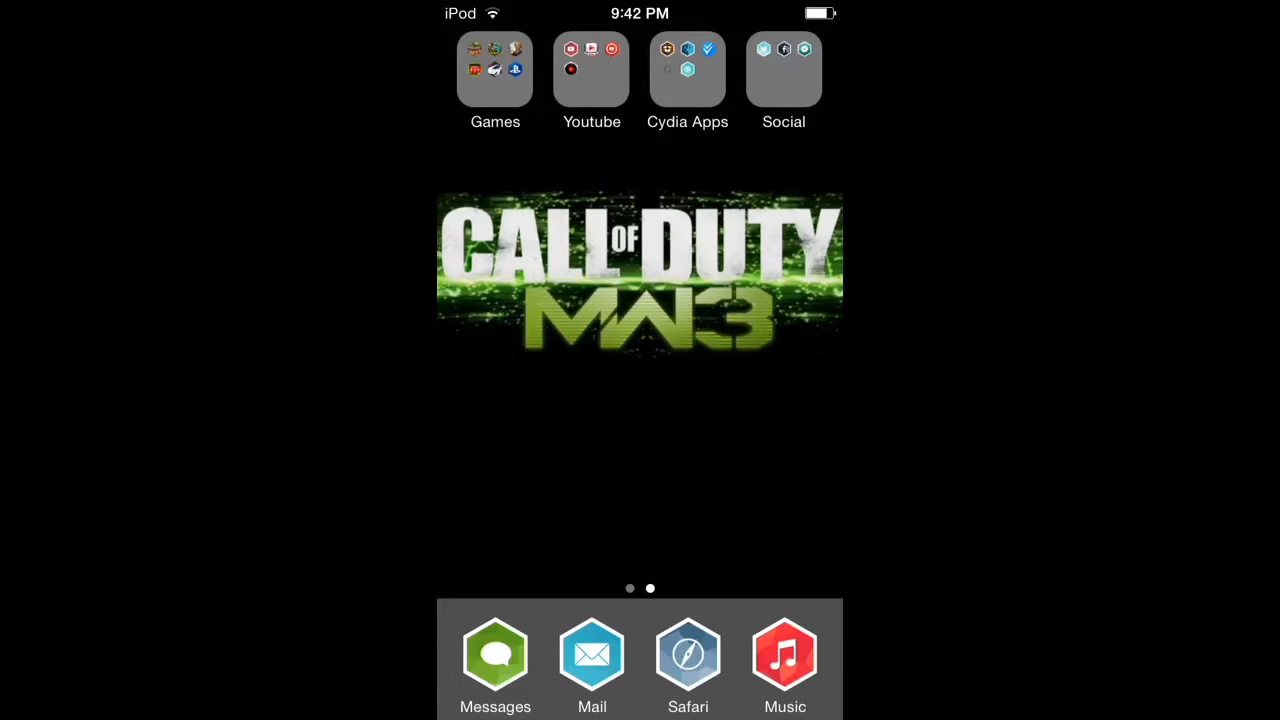 iPod 9:42 PM
Games Youtube Cydia Apps Social
CALL OF DUTY
MW3
Messages Mail Safari Music